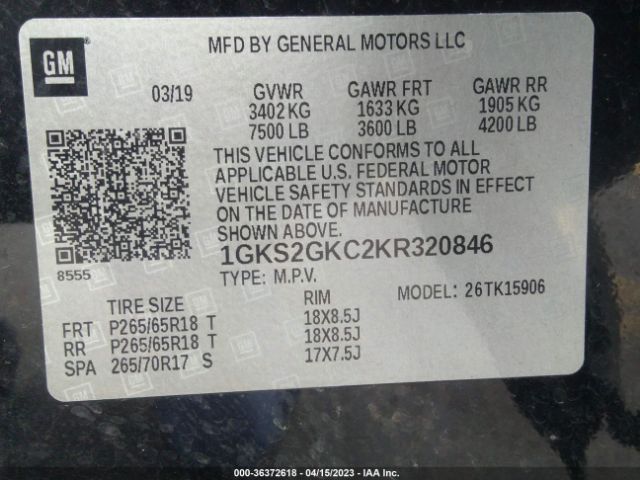 GM
MFD BY GENERAL MOTORS LLC
03/19 GVWR GAWR FRT GAWR RR
3402 KG 1633 KG 1905 KG
7500 LB 3600 LB 4200 LB
THIS VEHICLE CONFORMS TO ALL
APPLICABLE U.S. FEDERAL MOTOR
VEHICLE SAFETY STANDARDS IN EFFECT
ON THE DATE OF MANUFACTURE
SHOWN ABOVE.
1GKS2GKC2KR320846
8555
TYPE: M.P.V. MODEL: 26TK15906
TIRE SIZE RIM
FRT P265/65R18 T 18X8.5J
RR P265/65R18 T 18X8.5J
SPA 265/70R17 S 17X7.5J
000-36372618 - 04/15/2023 - IAA Inc.